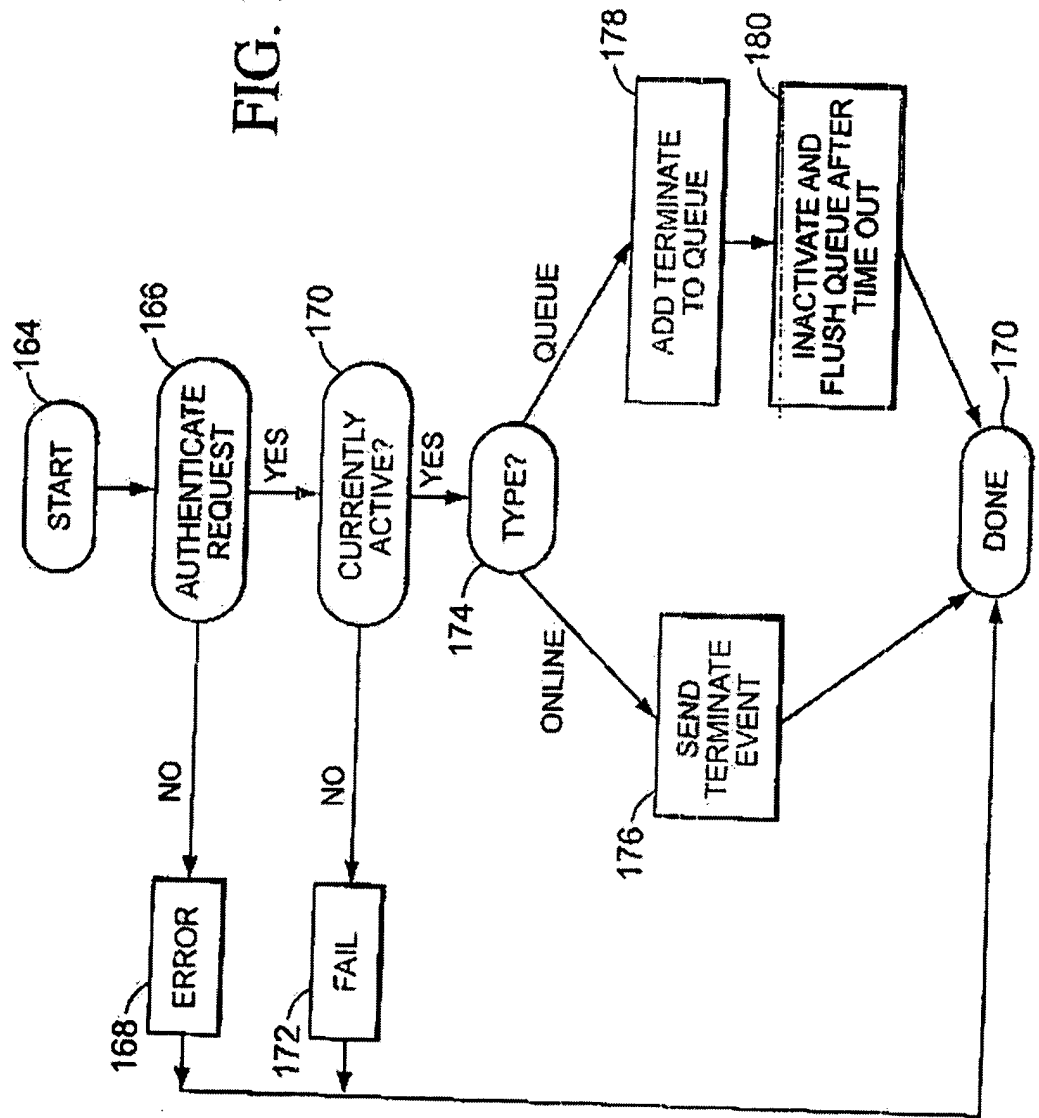 FIG.
START
164
AUTHENTICATE
REQUEST
166
YES
NO
ERROR
168
CURRENTLY
ACTIVE?
170
YES
NO
FAIL
172
TYPE?
174
ONLINE
QUEUE
SEND
TERMINATE
EVENT
176
ADD TERMINATE
TO QUEUE
178
INACTIVATE AND
FLUSH QUEUE AFTER
TIME OUT
180
DONE
170